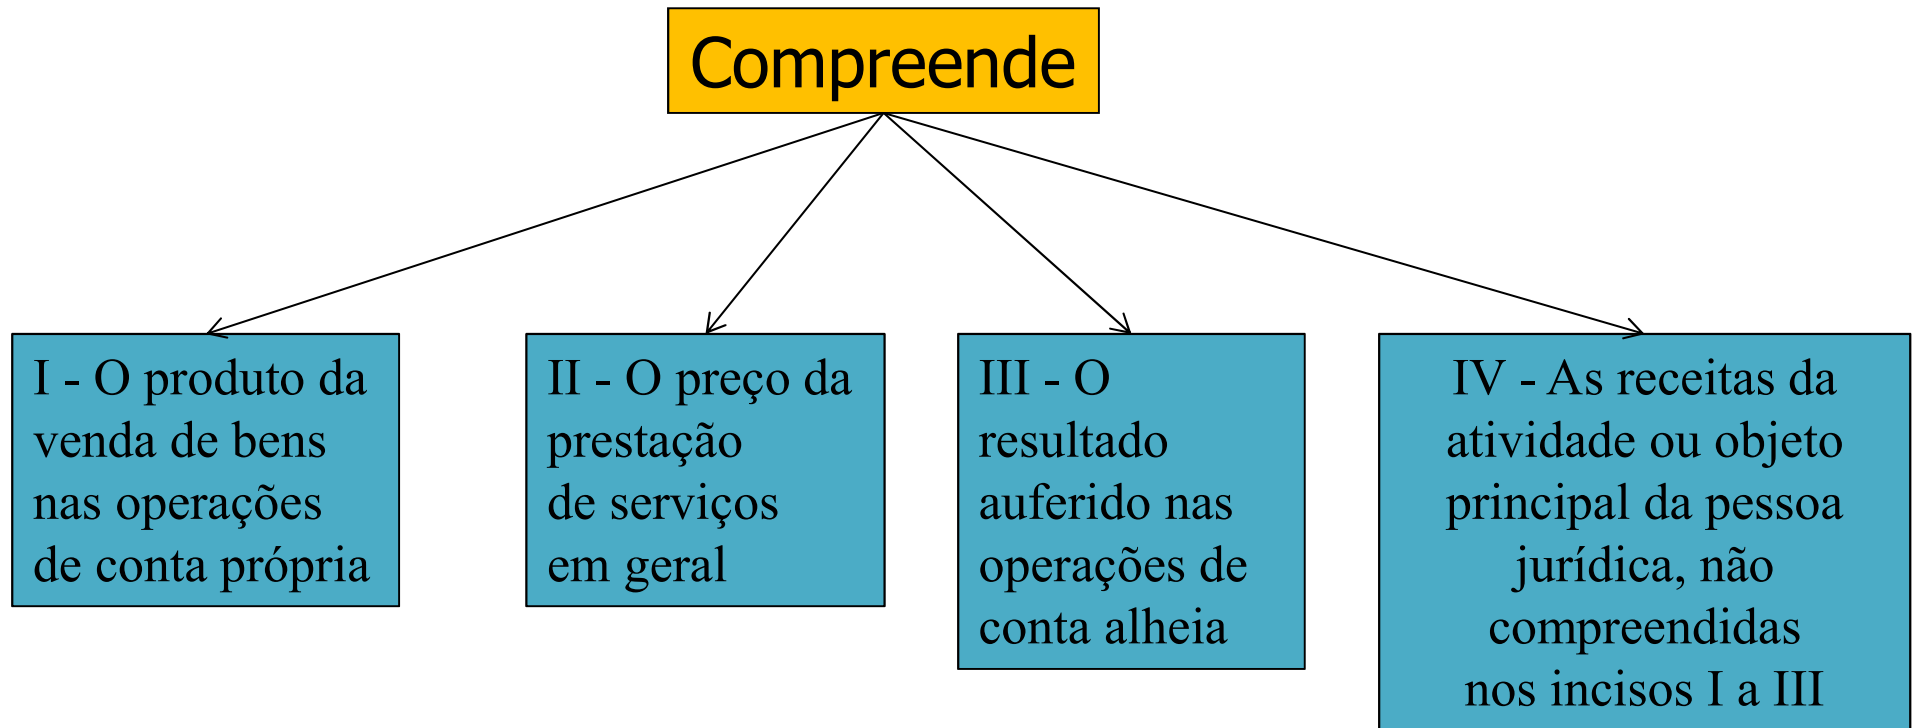 Compreende
I - O produto da
venda de bens
nas operações
de conta própria
II - O preço da
prestação
de serviços
em geral
III - O
resultado
auferido nas
operações de
conta alheia
IV - As receitas da
atividade ou objeto
principal da pessoa
jurídica, não
compreendidas
nos incisos I a III